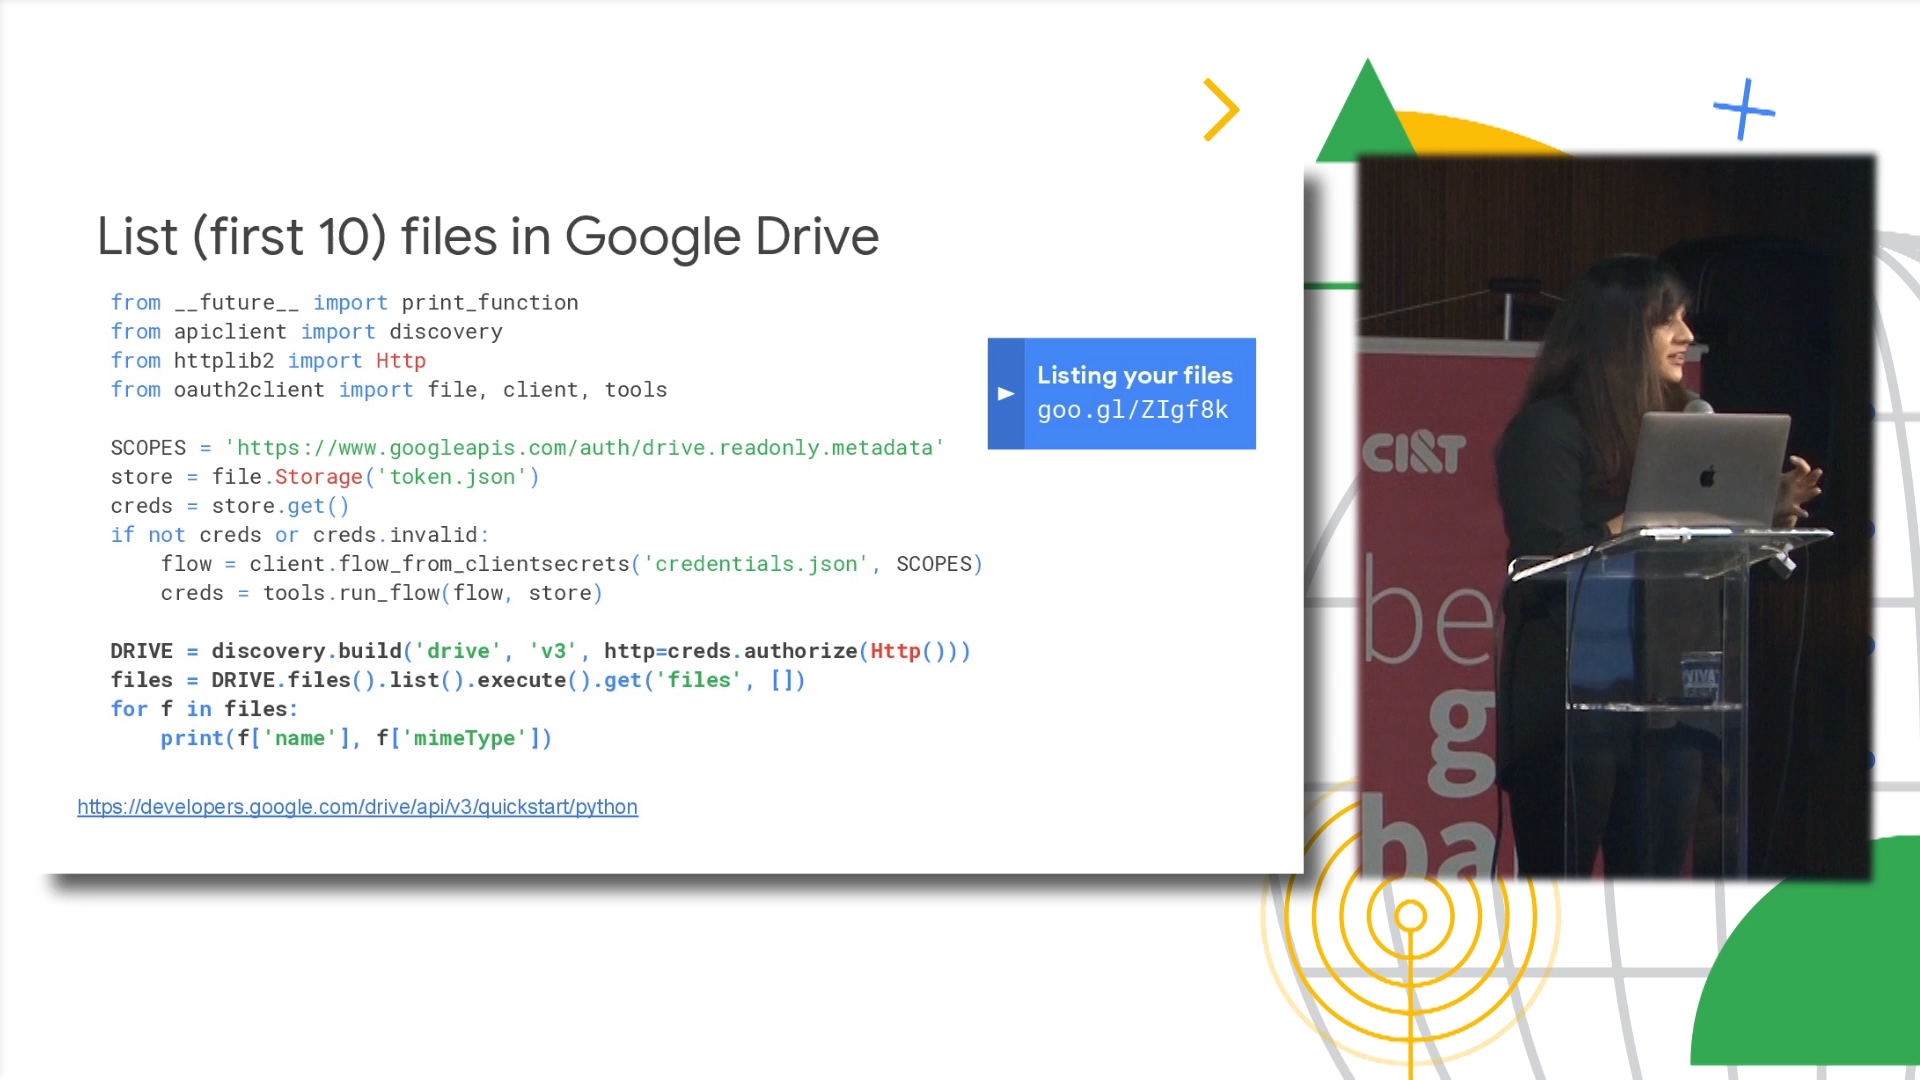 List (first 10) files in Google Drive
from __future__ import print_function
from apiclient import discovery
from httplib2 import Http
from oauth2client import file, client, tools
SCOPES = 'https://www.googleapis.com/auth/drive.readonly.metadata'
store = file.Storage('token.json')
creds = store.get()
if not creds or creds.invalid:
    flow = client.flow_from_clientsecrets('credentials.json', SCOPES)
    creds = tools.run_flow(flow, store)
DRIVE = discovery.build('drive', 'v3', http=creds.authorize(Http()))
files = DRIVE.files().list().execute().get('files', [])
for f in files:
    print(f['name'], f['mimeType'])
https://developers.google.com/drive/api/v3/quickstart/python
Listing your files
goo.gl/ZIgf8k
CI&T
be
g
ba
VIVA